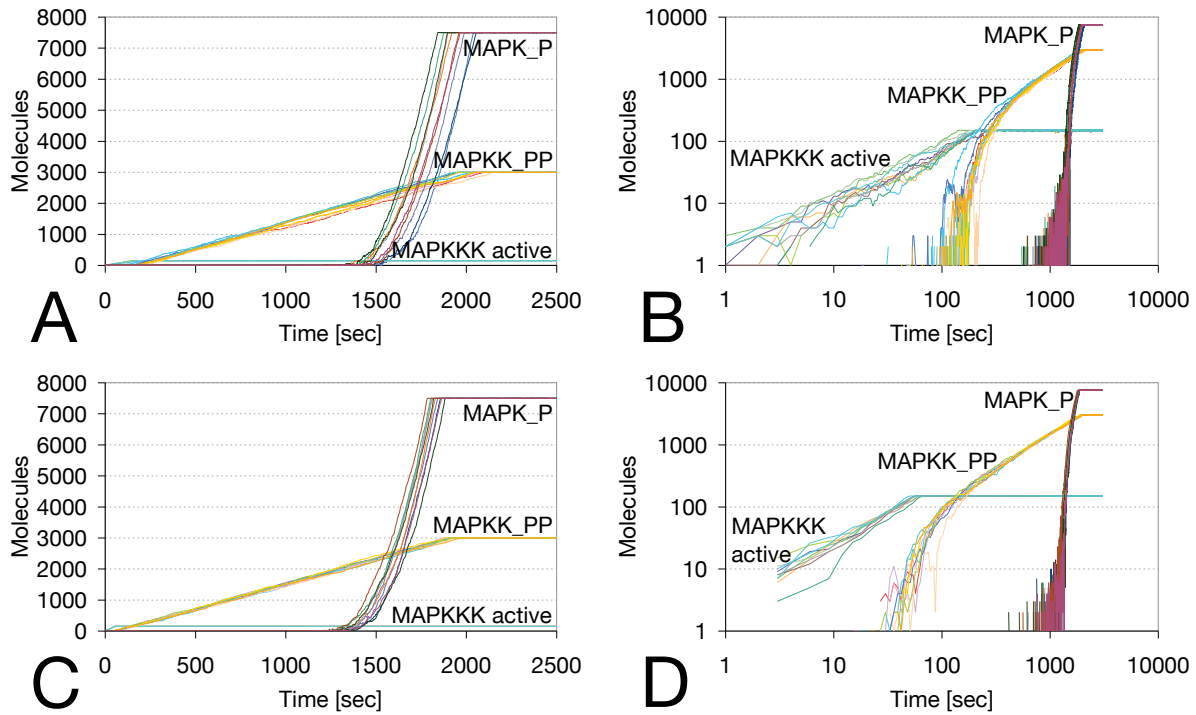 8000
7000
6000
5000
4000
3000
2000
1000
0
Molecules
MAPK_P
MAPKK_PP
MAPKKK active
0 500 1000 1500 2000 2500
Time [sec]
A
10000
1000
100
10
1
Molecules
MAPK_P
MAPKK_PP
MAPKKK active
1 10 100 1000 10000
Time [sec]
B
8000
7000
6000
5000
4000
3000
2000
1000
0
Molecules
MAPK_P
MAPKK_PP
MAPKKK active
0 500 1000 1500 2000 2500
Time [sec]
C
10000
1000
100
10
1
Molecules
MAPK_P
MAPKK_PP
MAPKKK
active
1 10 100 1000 10000
Time [sec]
D